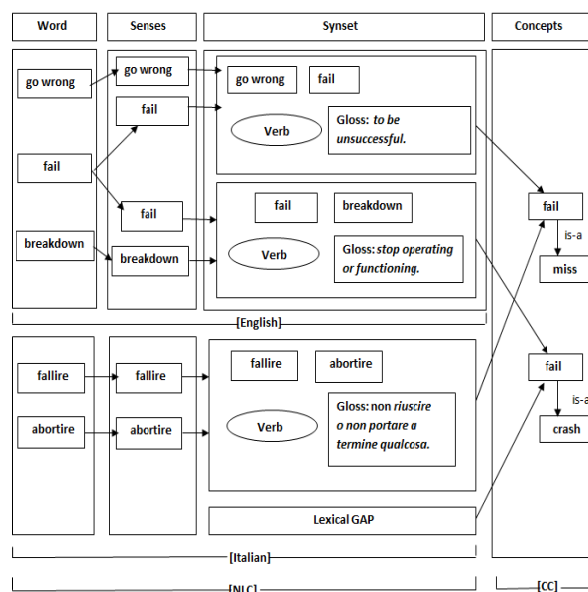 Word Senses Synset Concepts
go wrong
fail
breakdown
go wrong
fail
fail
breakdown
go wrong fail
Verb
Gloss: to be
unsuccessful.
fail breakdown
Verb
Gloss: stop operating
or functioning.
[English]
fallire
abortire
fallire
abortire
fallire abortire
Verb
Gloss: non riuscire
o non portare a
termine qualcosa.
Lexical GAP
[Italian]
[NLC]
fail
is-a
miss
fail
is-a
crash
[CC]